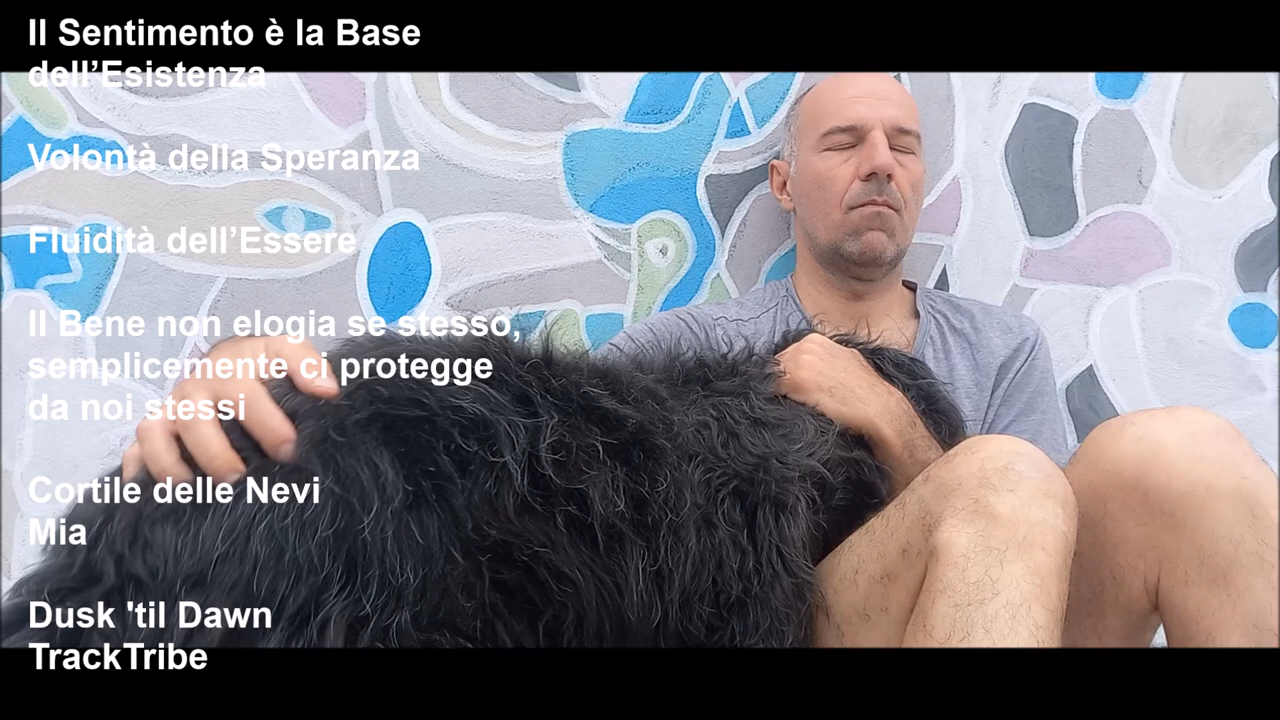 Il Sentimento è la Base
dell’Esistenza
Volontà della Speranza
Fluidità dell’Essere
Il Bene non elogia se stesso,
semplicemente ci protegge
da noi stessi
Cortile delle Nevi
Mia
Dusk 'til Dawn
TrackTribe